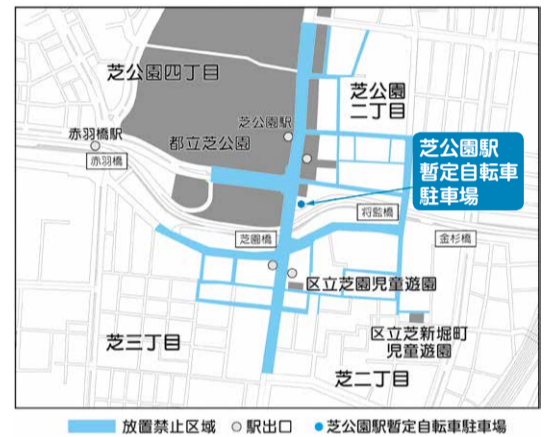 芝公園四丁目
芝公園
二丁目
芝公園駅
赤羽橋駅
都立芝公園
赤羽橋
芝公園駅
暫定自転車
駐車場
将監橋
芝園橋
金杉橋
区立芝園児童遊園
区立芝新堀町
児童遊園
芝三丁目
芝二丁目
放置禁止区域
駅出口
芝公園駅暫定自転車駐車場